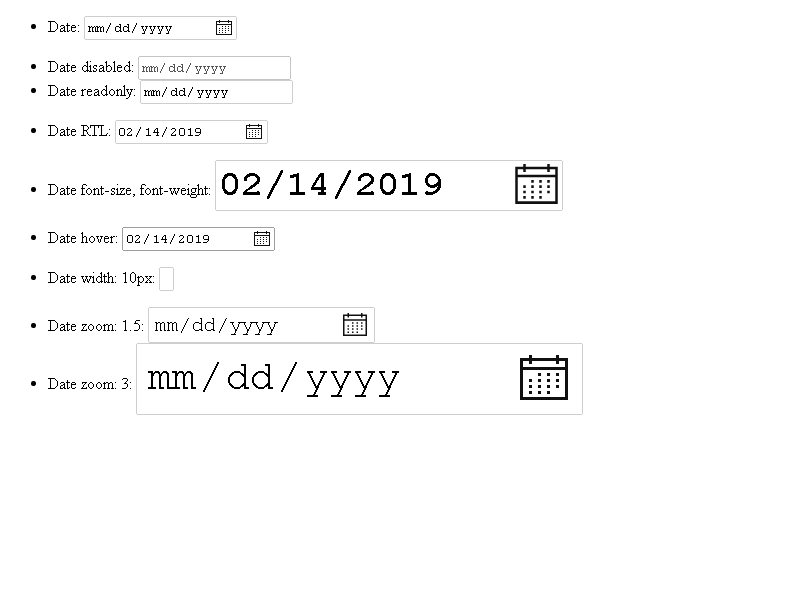 Date: mm/dd/yyyy
Date disabled: mm/dd/yyyy
Date readonly: mm/dd/yyyy
Date RTL: 02/14/2019
Date font-size, font-weight: 02/14/2019
Date hover: 02/14/2019
Date width: 10px:
Date zoom: 1.5: mm/dd/yyyy
Date zoom: 3: mm/dd/yyyy